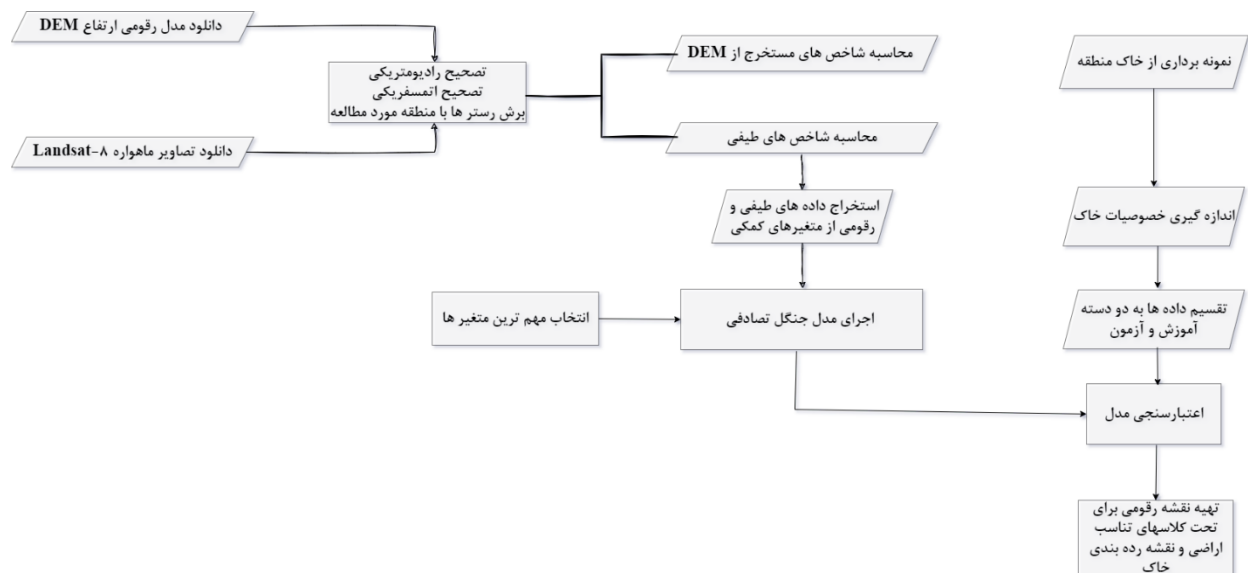 دانلود مدل رقومی ارتفاع DEM
تصحیح رادیومتریکی
تصحیح اتمسفریکی
برش رستر ها با منطقه مورد مطالعه
دانلود تصاویر ماهواره Landsat-۸
محاسبه شاخص های مستخرج از DEM
محاسبه شاخص های طیفی
استخراج داده های طیفی و
رقومی از متغیرهای کمکی
انتخاب مهم ترین متغیر ها
اجرای مدل جنگل تصادفی
نمونه برداری از خاک منطقه
اندازه گیری خصوصیات خاک
تقسیم داده ها به دو دسته
آموزش و آزمون
اعتبارسنجی مدل
تهیه نقشه رقومی برای
تحت کلاسهای تناسب
اراضی و نقشه رده بندی
خاک